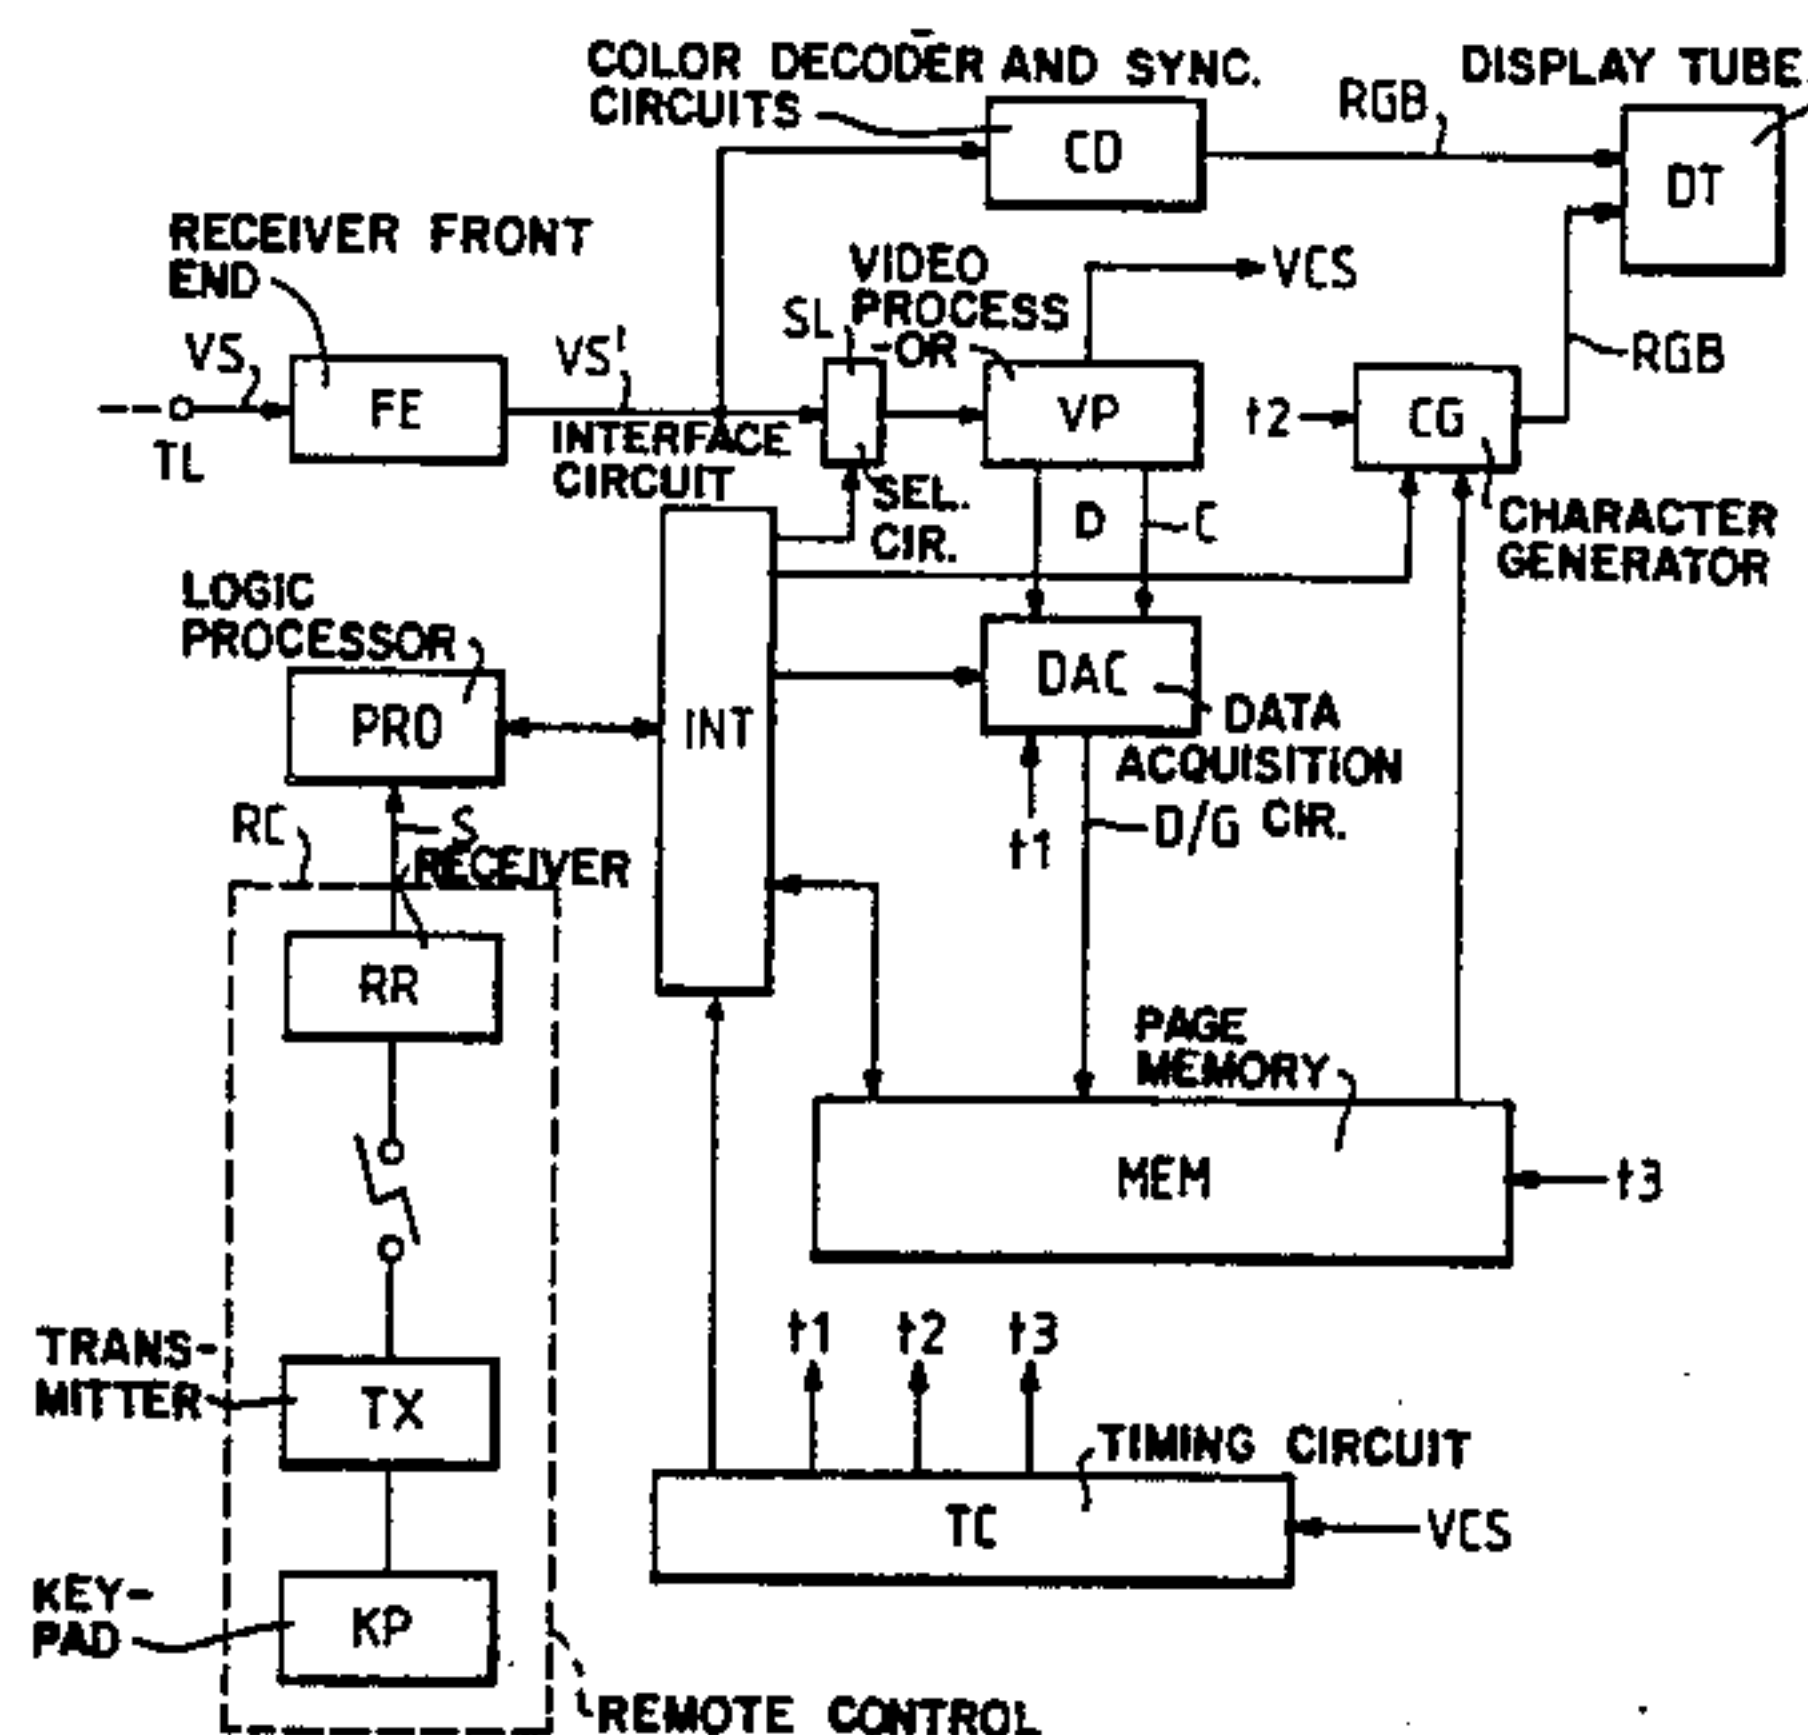 COLOR DECODER AND SYNC.
CIRCUITS
CD
RGB
DISPLAY TUBE
DT
RECEIVER FRONT
END
VS
TL
FE
VS'
SL
VIDEO
PROCESS
-OR
VP
VCS
RGB
t2
CG
CHARACTER
GENERATOR
INTERFACE
CIRCUIT
SEL.
CIR.
D
C
LOGIC
PROCESSOR
PRO
INT
DAC
DATA
ACQUISITION
CIR.
t1
D/G
RC
S
RECEIVER
RR
PAGE
MEMORY
MEM
t3
TRANS-
MITTER
TX
t1
t2
t3
TIMING CIRCUIT
TC
VCS
KEY-
PAD
KP
REMOTE CONTROL